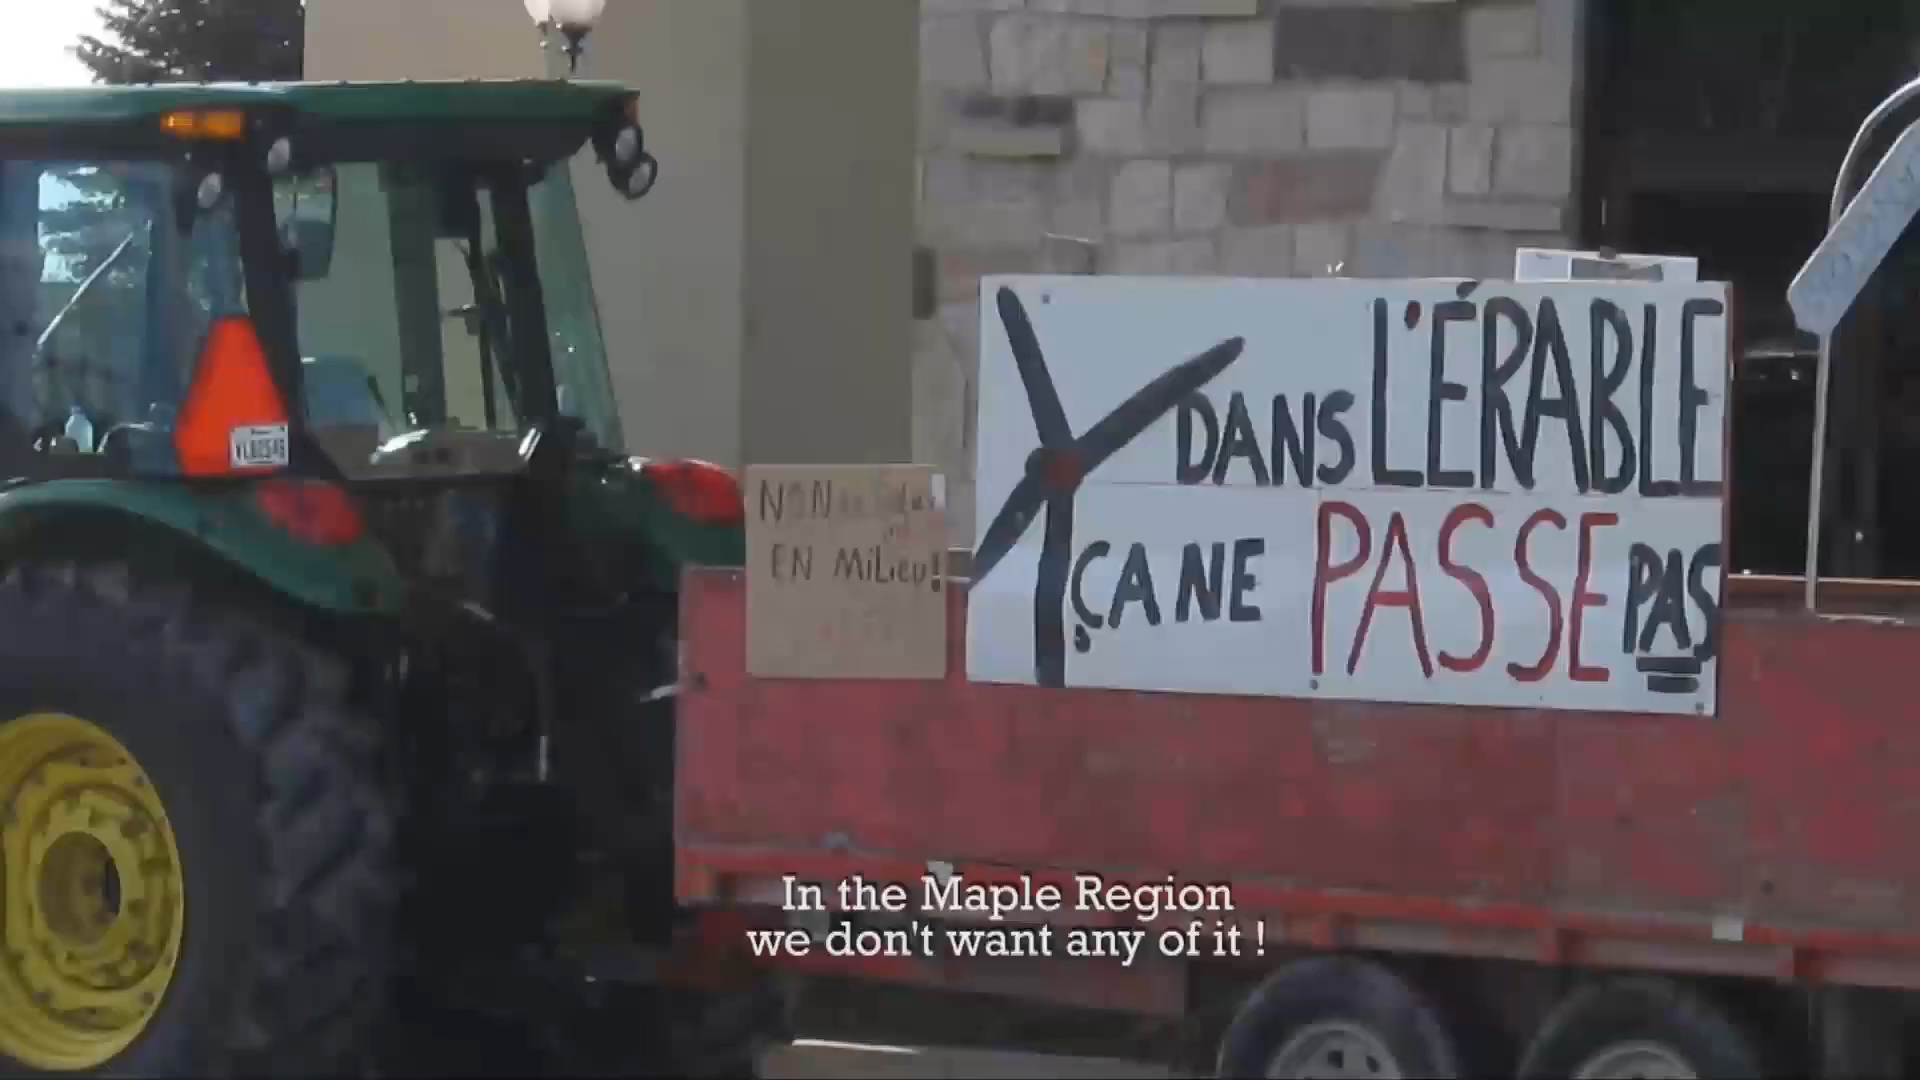 DANS L'ÉRABLE
ÇA NE PASSE PAS
NON
EN MiLieu!
In the Maple Region
we don't want any of it !